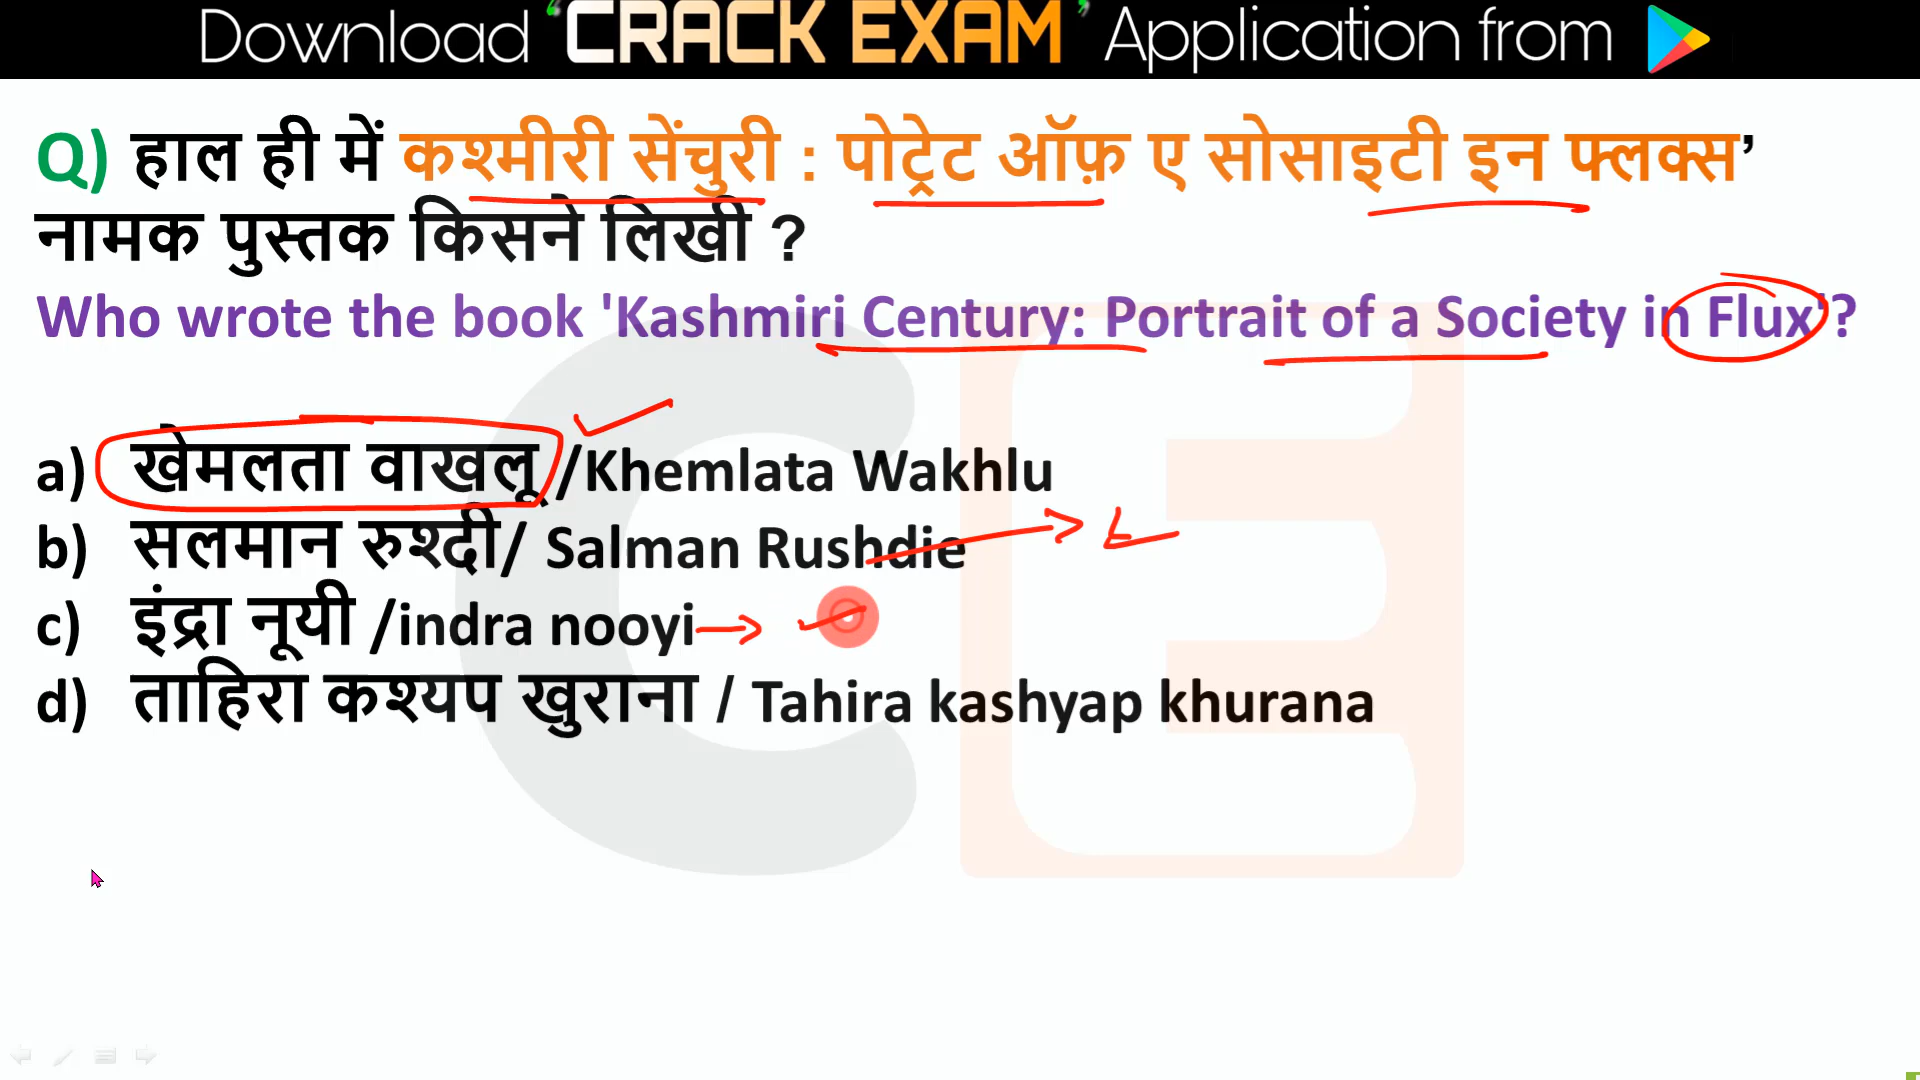 Download ‘CRACK EXAM’ Application from
Q) हाल ही में कश्मीरी सेंचुरी : पोट्रेट ऑफ़ ए सोसाइटी इन फ्लक्स’
नामक पुस्तक किसने लिखी ?
Who wrote the book 'Kashmiri Century: Portrait of a Society in Flux'?
a) खेमलता वाखलू /Khemlata Wakhlu
b) सलमान रुश्दी/ Salman Rushdie
c) इंद्रा नूयी /indra nooyi
d) ताहिरा कश्यप खुराना / Tahira kashyap khurana
CE